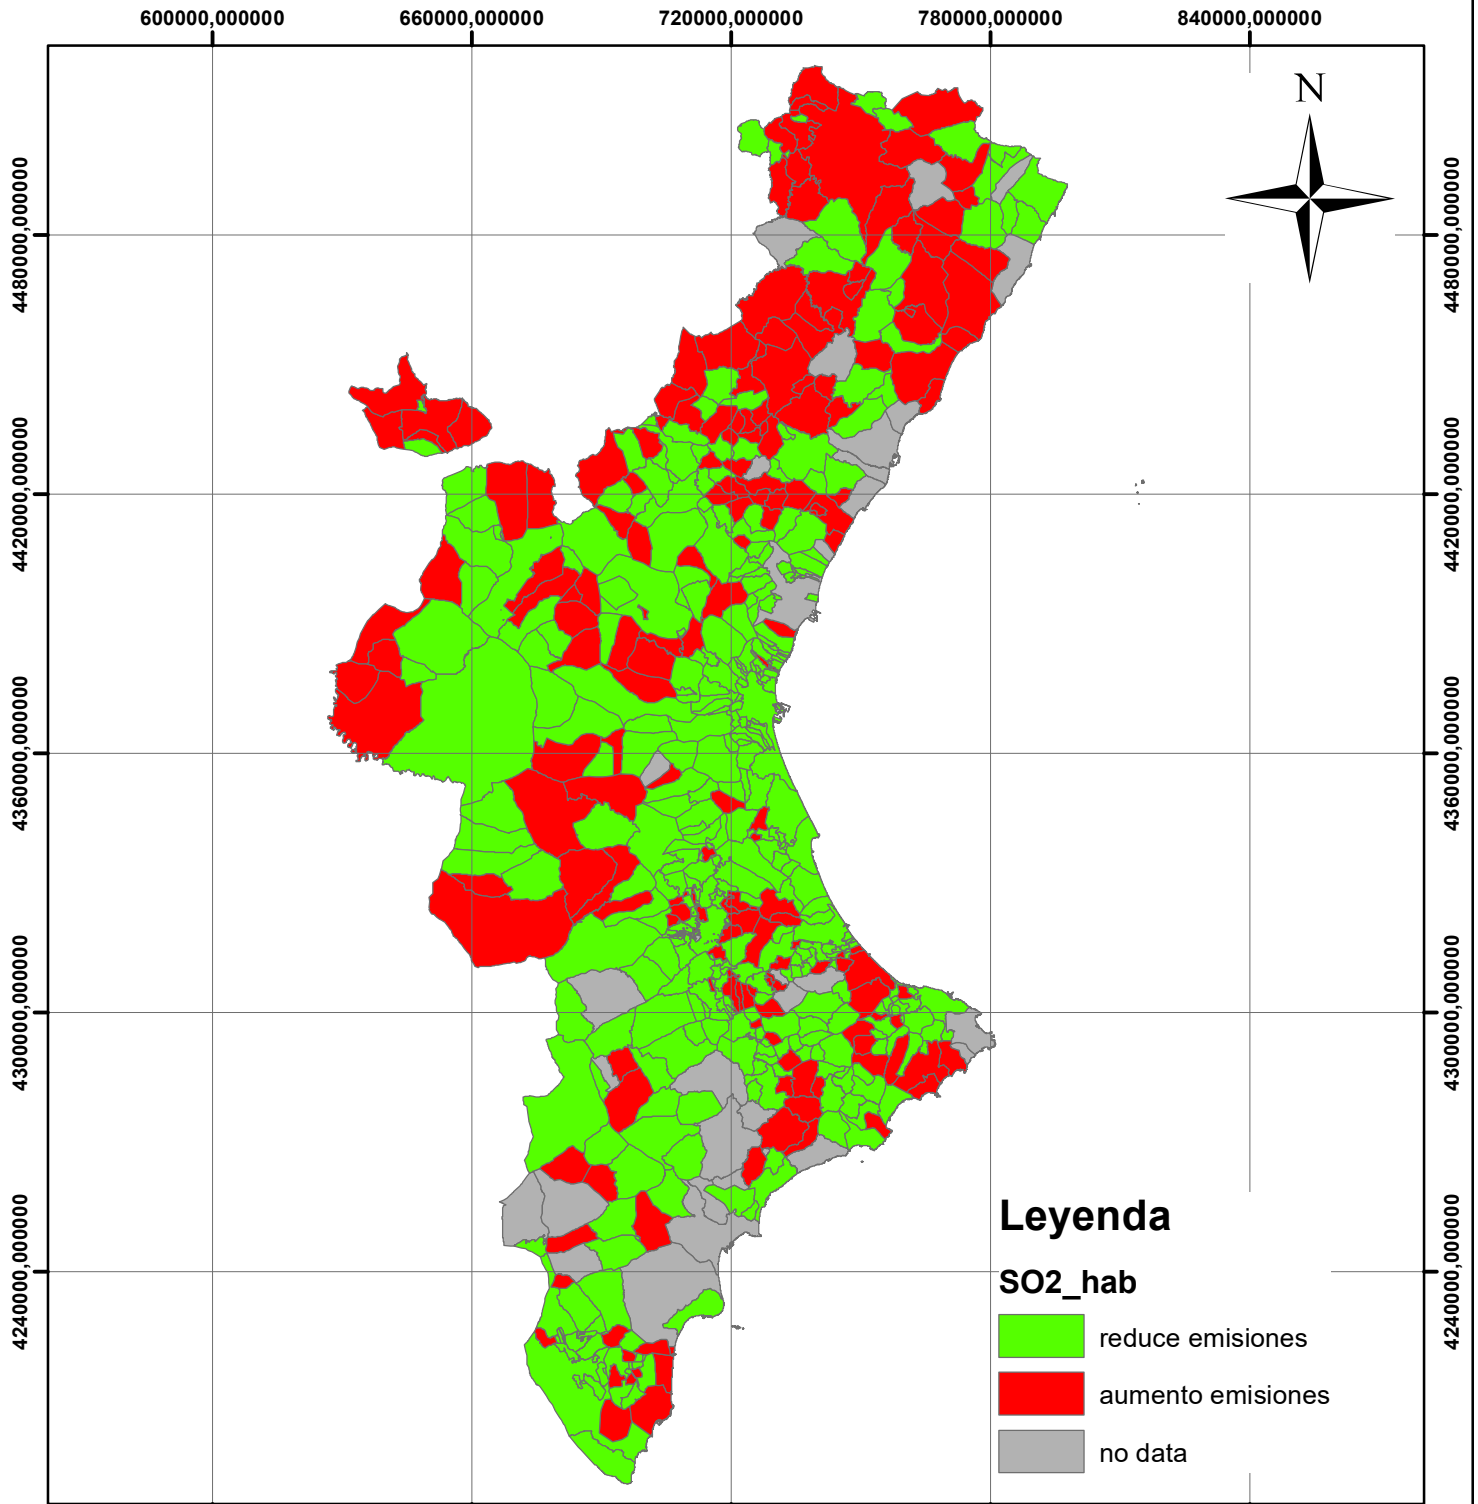 600000,000000 660000,000000 720000,000000 780000,000000 840000,000000
N
4480000,000000 4480000,000000
4420000,000000 4420000,000000
4360000,000000 4360000,000000
4300000,000000 4300000,000000
4240000,000000 4240000,000000
Leyenda
SO2_hab
reduce emisiones
aumento emisiones
no data